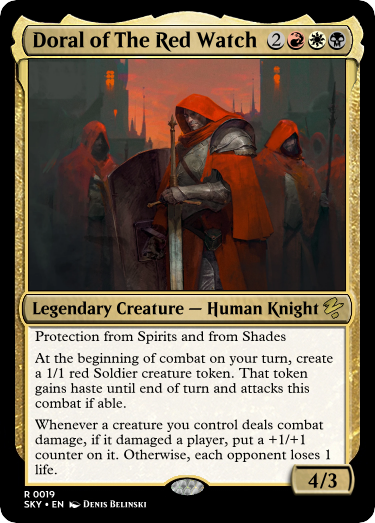 Doral of The Red Watch 2
Legendary Creature — Human Knight
Protection from Spirits and from Shades
At the beginning of combat on your turn, create
a 1/1 red Soldier creature token. That token
gains haste until end of turn and attacks this
combat if able.
Whenever a creature you control deals combat
damage, if it damaged a player, put a +1/+1
counter on it. Otherwise, each opponent loses 1
life.
4/3
R 0019
SKY • EN Denis Belinski